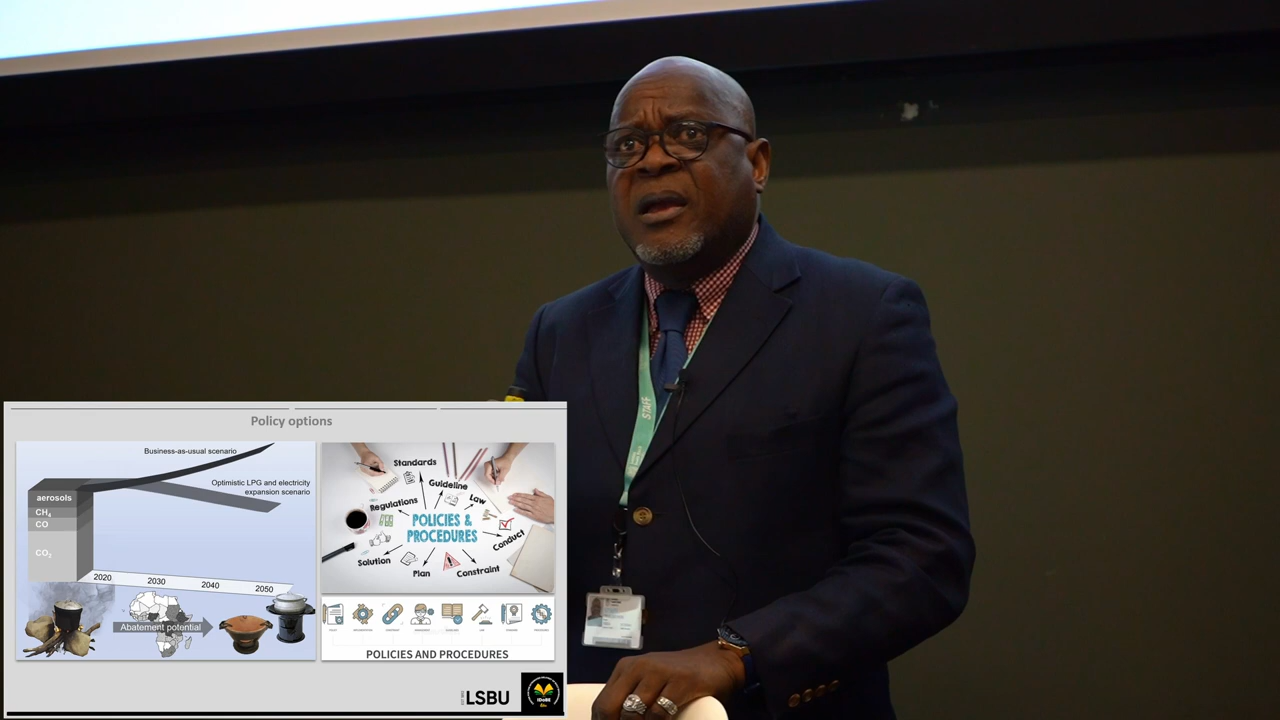 STAFF
Policy options
Business-as-usual scenario
Optimistic LPG and electricity
expansion scenario
aerosols
CH₄
CO
CO₂
2020
2030
2040
2050
Abatement potential
Standards
Guideline
Law
Regulations
POLICIES &
PROCEDURES
Conduct
Solution
Plan
Constraint
POLICIES AND PROCEDURES
LSBU